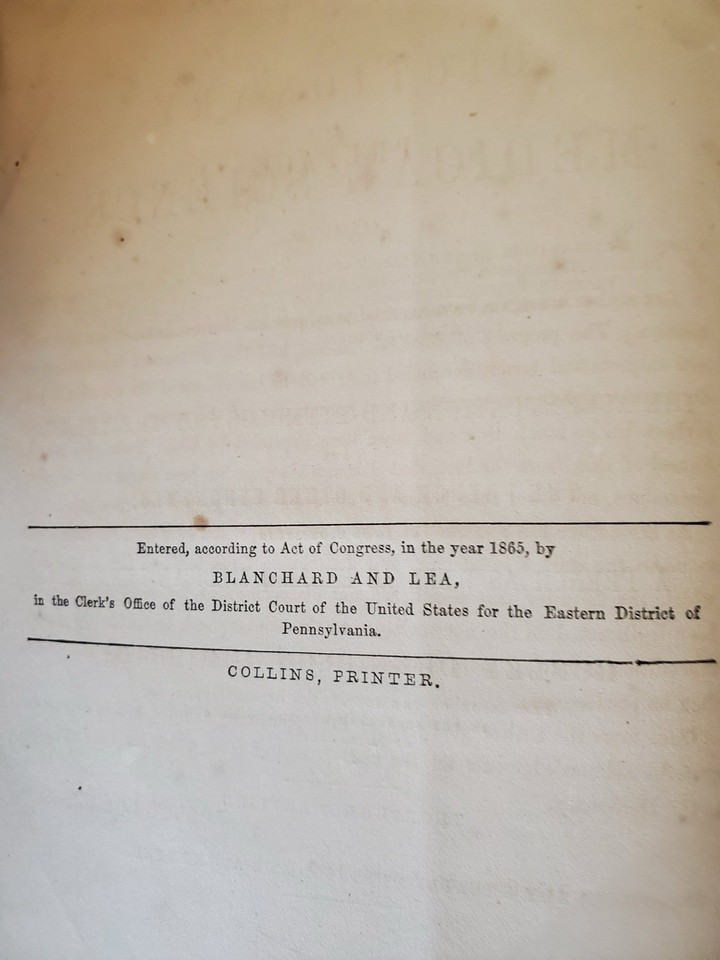 Entered, according to Act of Congress, in the year 1865, by
BLANCHARD AND LEA,
in the Clerk's Office of the District Court of the United States for the Eastern District of
Pennsylvania.
COLLINS, PRINTER.